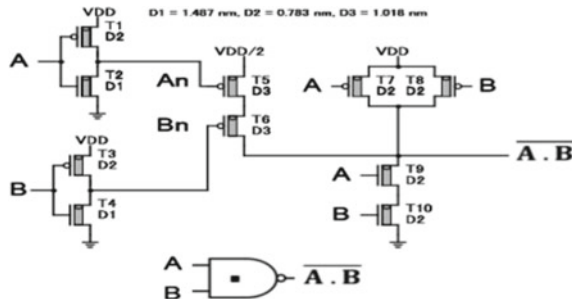 D1 = 1.487 nm, D2 = 0.783 nm, D3 = 1.018 nm
VDD
T1
D2
A
T2
D1
VDD
T3
D2
B
T4
D1
VDD/2
An
T5
D3
Bn
T6
D3
VDD
A
T7
D2
T8
D2
B
A.B
A
T9
D2
B
T10
D2
A
B
A.B